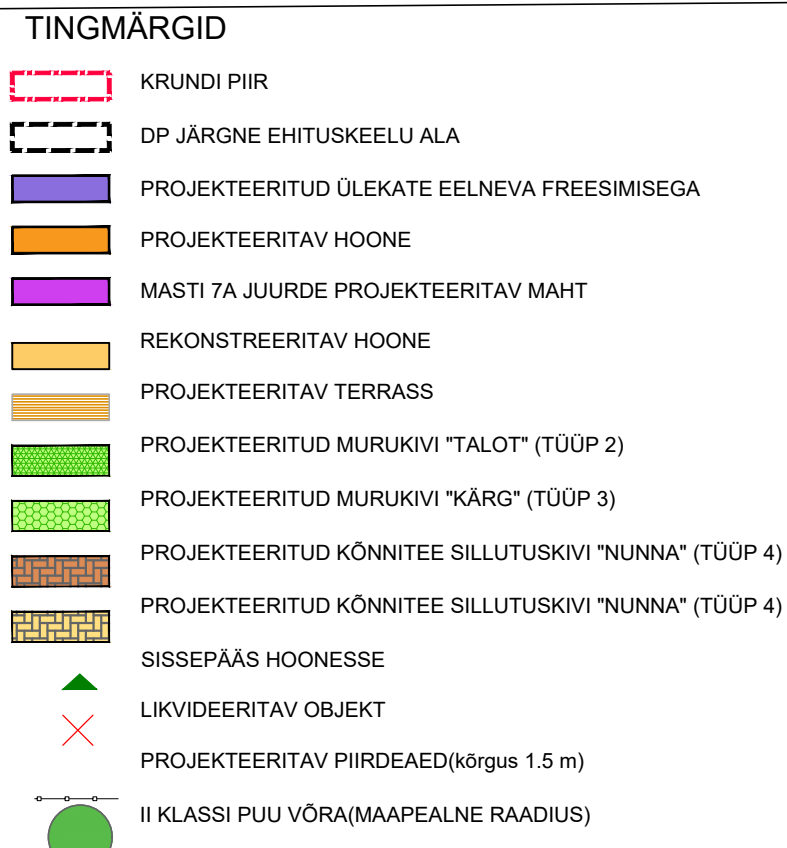 TINGMÄRGID
KRUNDI PIIR
DP JÄRGNE EHITUSKEELU ALA
PROJEKTEERITUD ÜLEKATE EELNEVA FREESIMISEGA
PROJEKTEERITAV HOONE
MASTI 7A JUURDE PROJEKTEERITAV MAHT
REKONSTREERITAV HOONE
PROJEKTEERITAV TERRASS
PROJEKTEERITUD MURUKIVI "TALOT" (TÜÜP 2)
PROJEKTEERITUD MURUKIVI "KÄRG" (TÜÜP 3)
PROJEKTEERITUD KÕNNITEE SILLUTUSKIVI "NUNNA" (TÜÜP 4)
PROJEKTEERITUD KÕNNITEE SILLUTUSKIVI "NUNNA" (TÜÜP 4)
SISSEPÄÄS HOONESSE
LIKVIDEERITAV OBJEKT
PROJEKTEERITAV PIIRDEAED(kõrgus 1.5 m)
II KLASSI PUU VÕRA(MAAPEALNE RAADIUS)